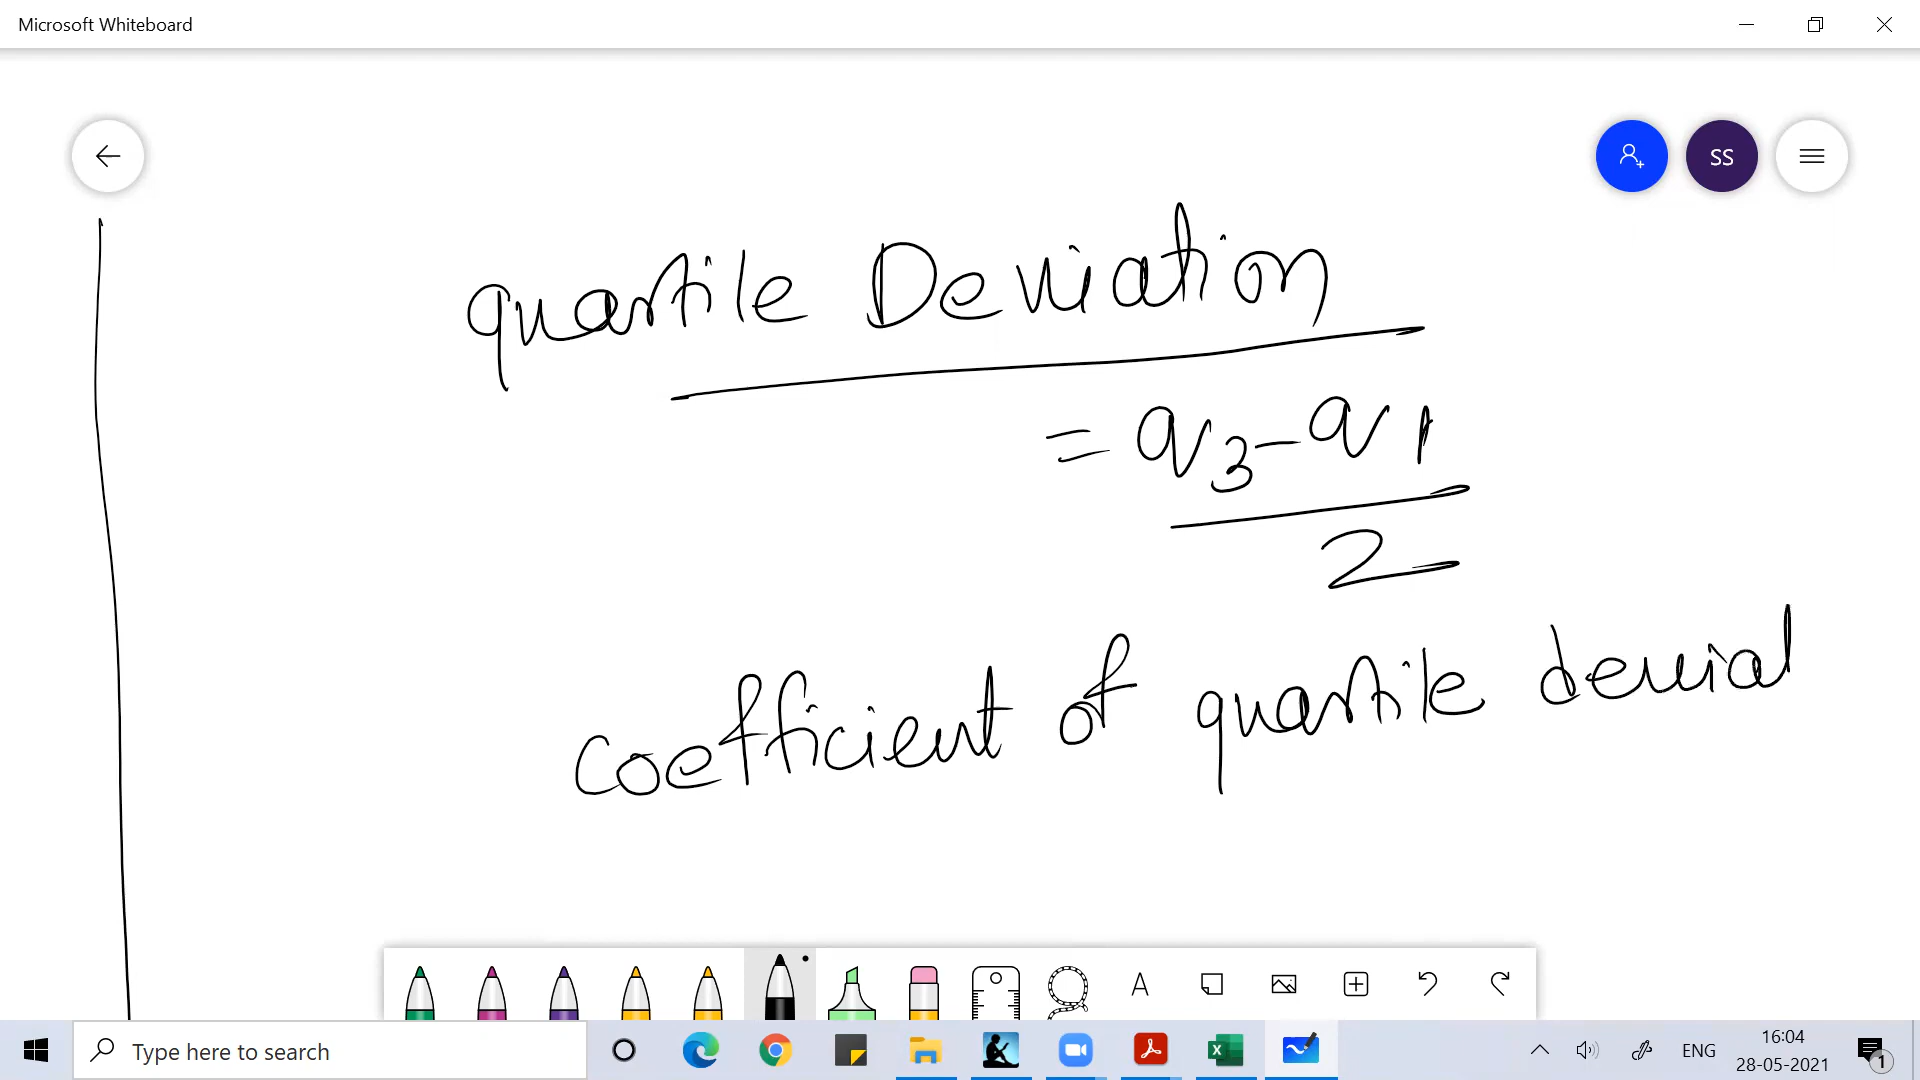 Microsoft Whiteboard
SS
quartile Deviation
= q3-q1
2
coefficient of quartile deviat
A
Type here to search
ENG
16:04
28-05-2021
1